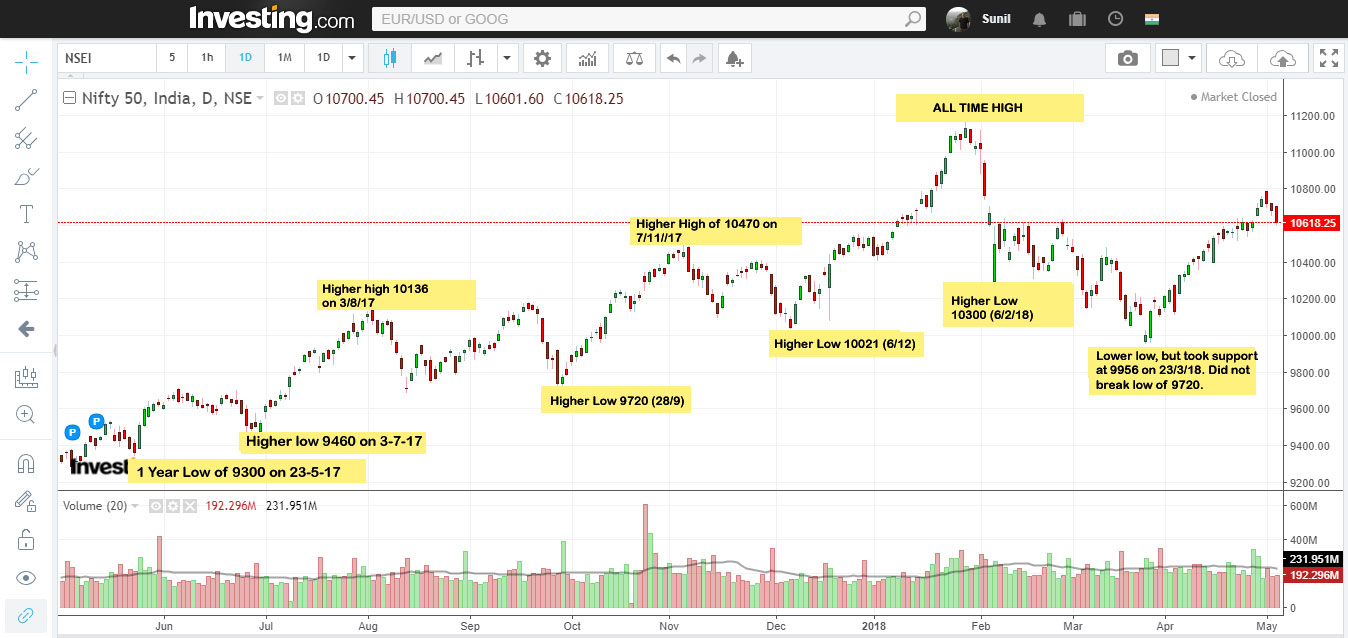 Investing.com
EUR/USD or GOOG
Sunil
NSEI
5
1h
1D
1M
1D
Nifty 50, India, D, NSE
O10700.45 H10700.45 L10601.60 C10618.25
Market Closed
ALL TIME HIGH
11200.00
11000.00
10800.00
10618.25
10400.00
10200.00
10000.00
9800.00
9600.00
9400.00
9200.00
Higher High of 10470 on
7/11//17
Higher high 10136
on 3/8/17
Higher Low
10300 (6/2/18)
Higher Low 10021 (6/12)
Lower low, but took support
at 9956 on 23/3/18. Did not
break low of 9720.
Higher Low 9720 (28/9)
P
P
Higher low 9460 on 3-7-17
Invest
1 Year Low of 9300 on 23-5-17
Volume (20)
192.296M 231.951M
600M
400M
231.951M
192.296M
0
Jun
Jul
Aug
Sep
Oct
Nov
Dec
2018
Feb
Mar
Apr
May
T